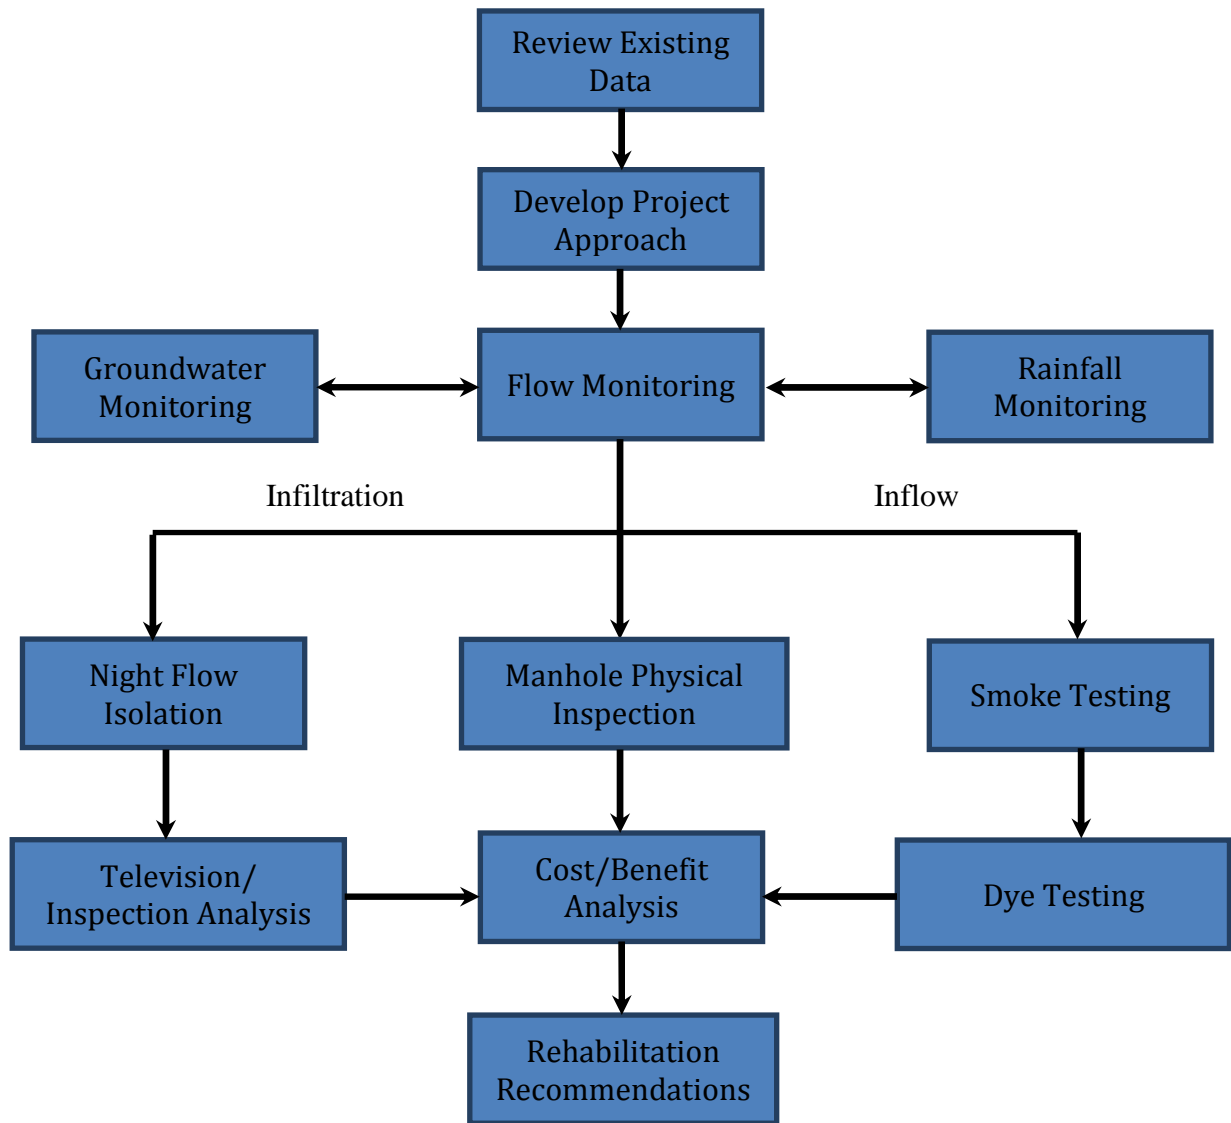 Review Existing
Data
Develop Project
Approach
Groundwater
Monitoring
Flow Monitoring
Rainfall
Monitoring
Infiltration
Inflow
Night Flow
Isolation
Manhole Physical
Inspection
Smoke Testing
Television/
Inspection Analysis
Cost/Benefit
Analysis
Dye Testing
Rehabilitation
Recommendations